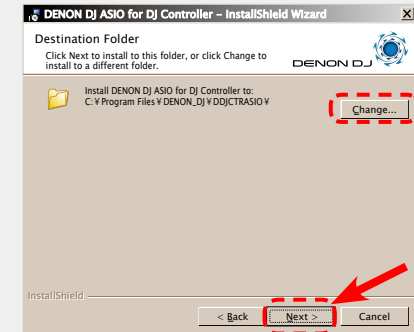 DENON DJ ASIO for DJ Controller – InstallShield Wizard
Destination Folder
Click Next to install to this folder, or click Change to
install to a different folder.
DENON DJ
Install DENON DJ ASIO for DJ Controller to:
C:¥Program Files¥DENON_DJ¥DDJCTRASIO¥
Change...
InstallShield
< Back
Next >
Cancel